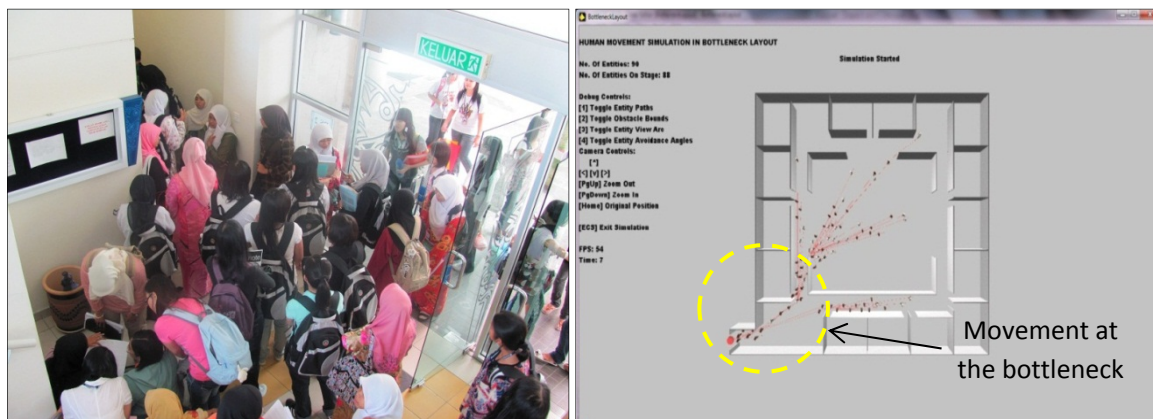 KELUAR
BottleneckLayout
HUMAN MOVEMENT SIMULATION IN BOTTLENECK LAYOUT
Simulation Started
No. Of Entities: 90
No. Of Entities On Stage: 88
Debug Controls:
[1] Toggle Entity Paths
[2] Toggle Obstacle Bounds
[3] Toggle Entity View Arc
[4] Toggle Entity Avoidance Angles
Camera Controls:
[^]
[<] [v] [>]
[PgUp] Zoom Out
[PgDown] Zoom In
[Home] Original Position
[ECS] Exit Simulation
FPS: 54
Time: 7
Movement at
the bottleneck